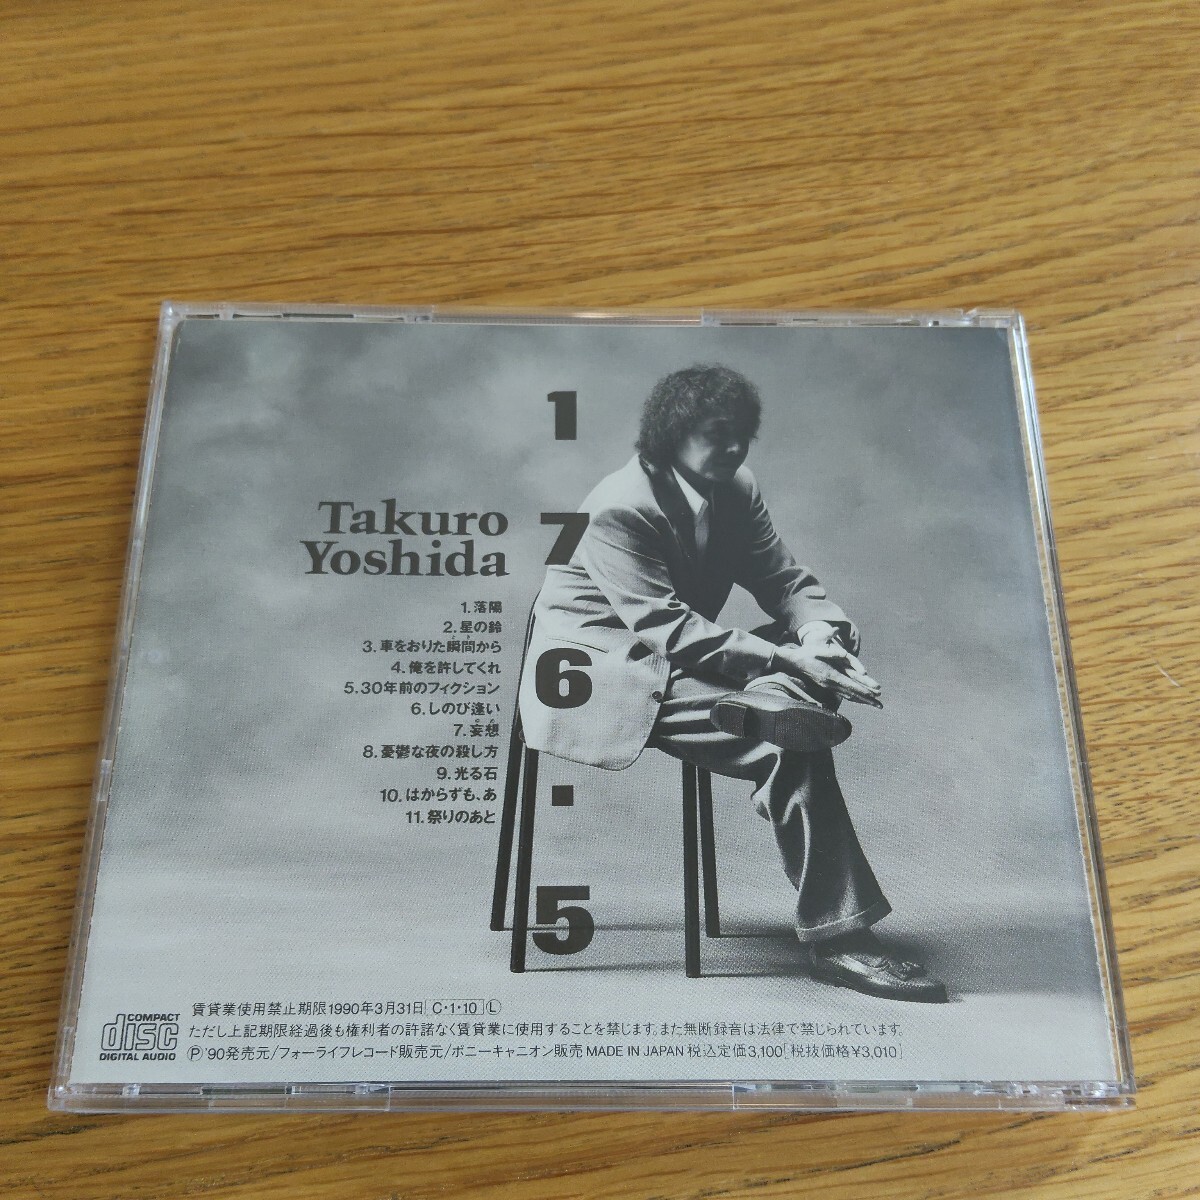 1
7
6
.
5
Takuro
Yoshida
1. 落陽
2. 星の鈴
3. 車をおりた瞬間から
4. 俺を許してくれ
5. 30年前のフィクション
6. しのび逢い
7. 妄想
8. 憂鬱な夜の殺し方
9. 光る石
10. はからずも、あ
11. 祭りのあと
賃貸業使用禁止期限1990年3月31日 C・1・10 Ⓛ
ただし上記期限経過後も権利者の許諾なく賃貸業に使用することを禁じます。また無断録音は法律で禁じられています。
Ⓟ'90発売元/フォーライフレコード販売元/ポニーキャニオン販売 MADE IN JAPAN 税込定価3,100[税抜価格¥3,010]
COMPACT
disc
DIGITAL AUDIO